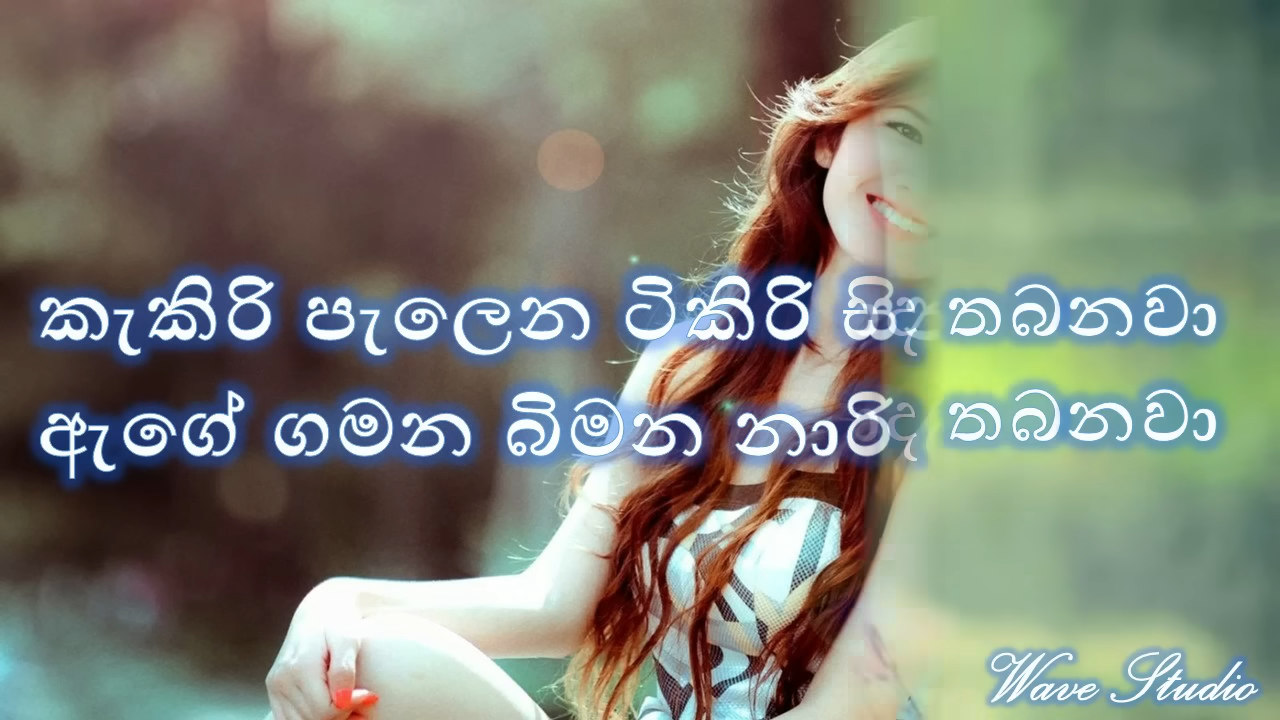 කැකිරි පැලෙන ටිකිරි තබනවා
ඇගේ ගමන බිමන නාරි තබනවා
Wave Studio